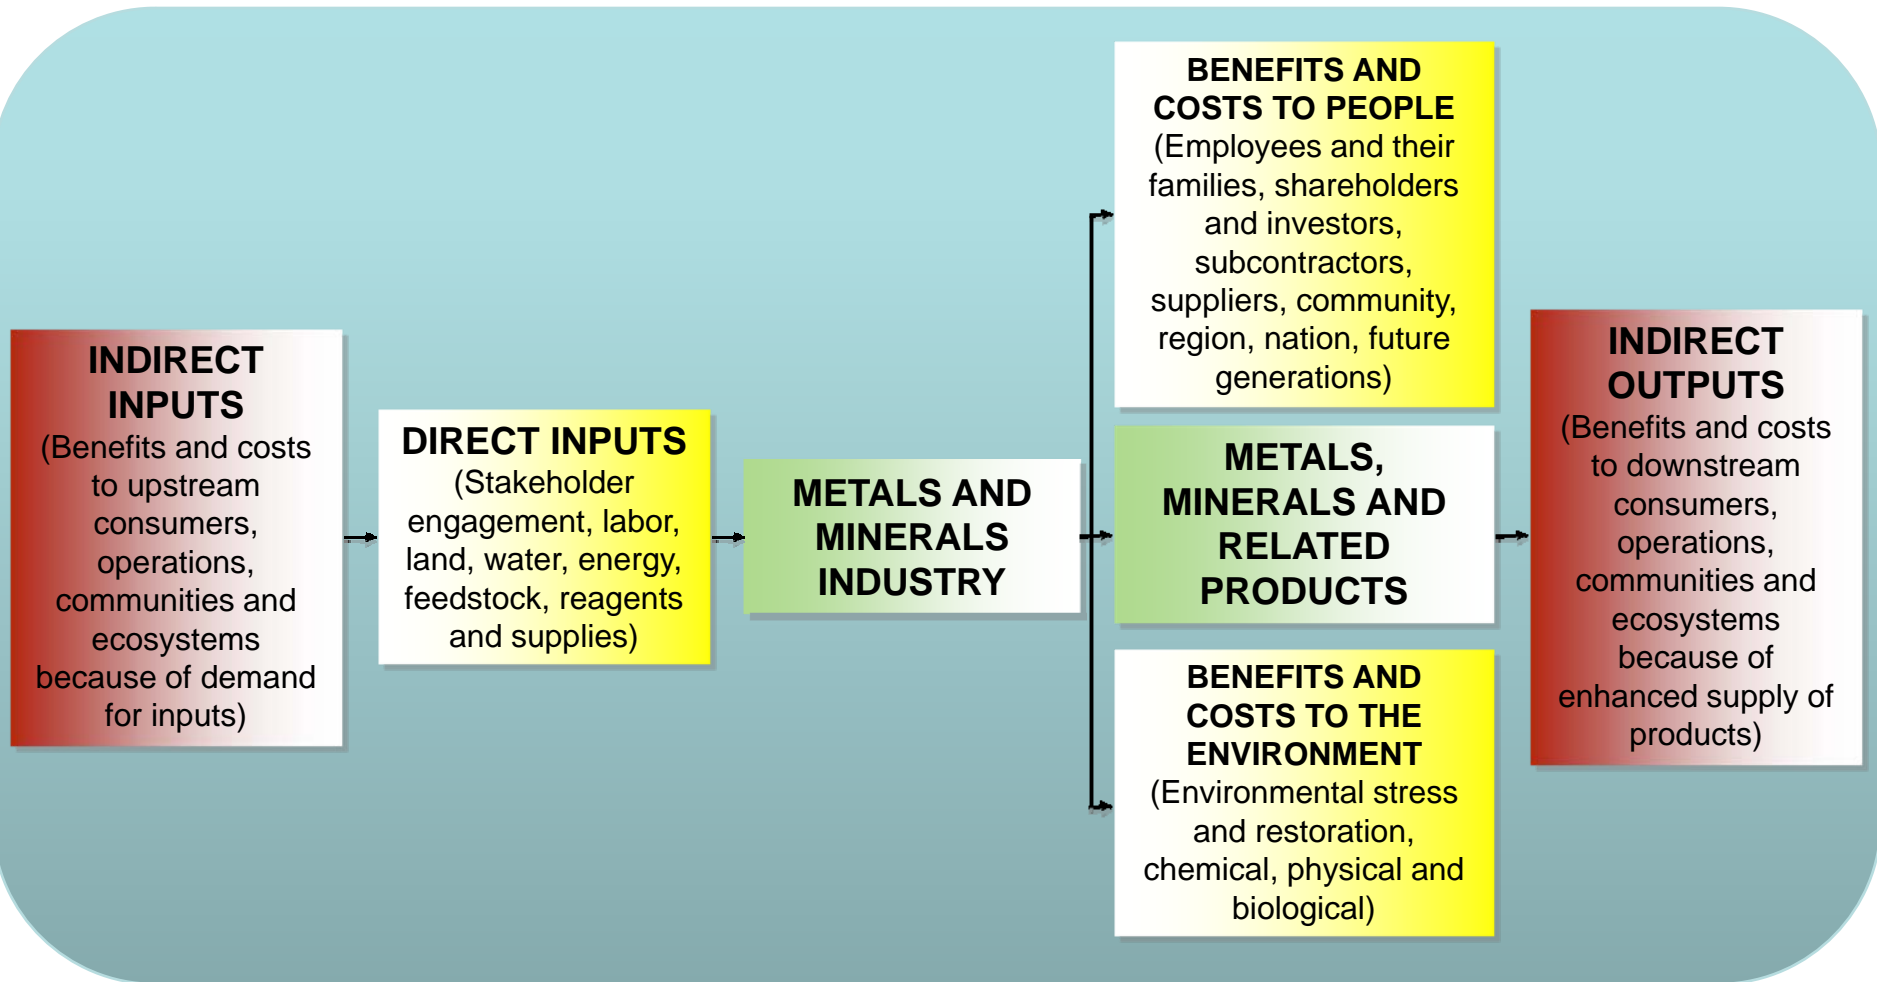 INDIRECT
INPUTS
(Benefits and costs
to upstream
consumers,
operations,
communities and
ecosystems
because of demand
for inputs)
DIRECT INPUTS
(Stakeholder
engagement, labor,
land, water, energy,
feedstock, reagents
and supplies)
METALS AND
MINERALS
INDUSTRY
BENEFITS AND
COSTS TO PEOPLE
(Employees and their
families, shareholders
and investors,
subcontractors,
suppliers, community,
region, nation, future
generations)
METALS,
MINERALS AND
RELATED
PRODUCTS
BENEFITS AND
COSTS TO THE
ENVIRONMENT
(Environmental stress
and restoration,
chemical, physical and
biological)
INDIRECT
OUTPUTS
(Benefits and costs
to downstream
consumers,
operations,
communities and
ecosystems
because of
enhanced supply of
products)